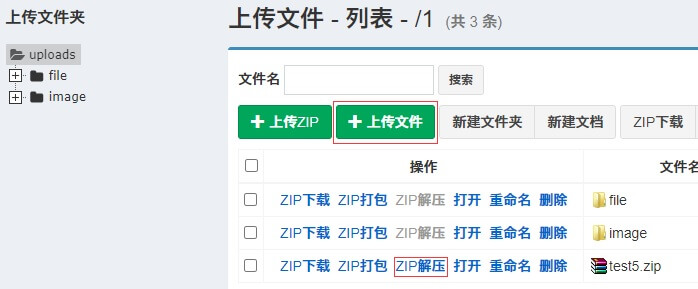 上传文件夹
uploads
file
image
上传文件 - 列表 - /1 (共 3 条)
文件名 搜索
上传ZIP 上传文件 新建文件夹 新建文档 ZIP下载
操作 文件名
ZIP下载 ZIP打包 ZIP解压 打开 重命名 删除 file
ZIP下载 ZIP打包 ZIP解压 打开 重命名 删除 image
ZIP下载 ZIP打包 ZIP解压 打开 重命名 删除 test5.zip